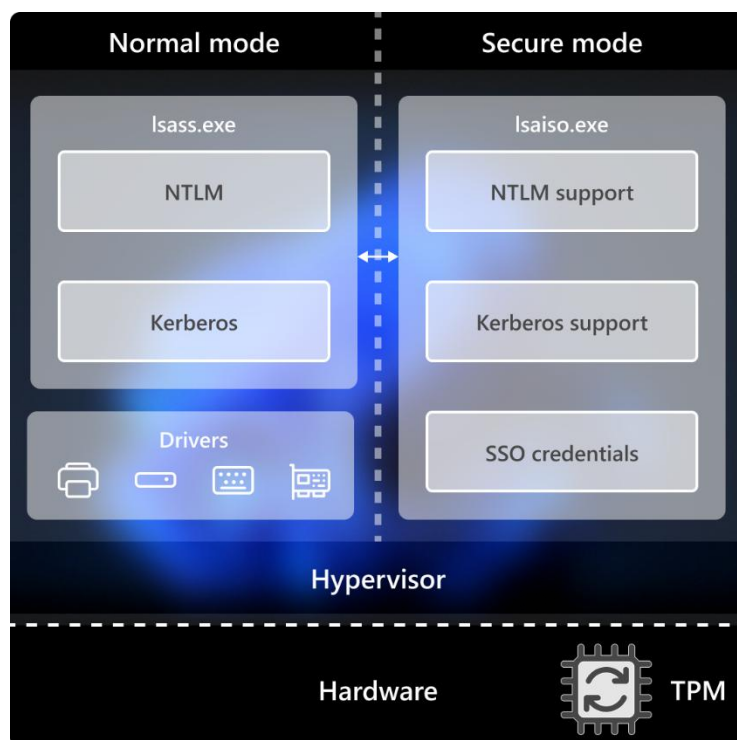 Normal mode
Secure mode
lsass.exe
NTLM
Kerberos
Drivers
lsaiso.exe
NTLM support
Kerberos support
SSO credentials
Hypervisor
Hardware
TPM